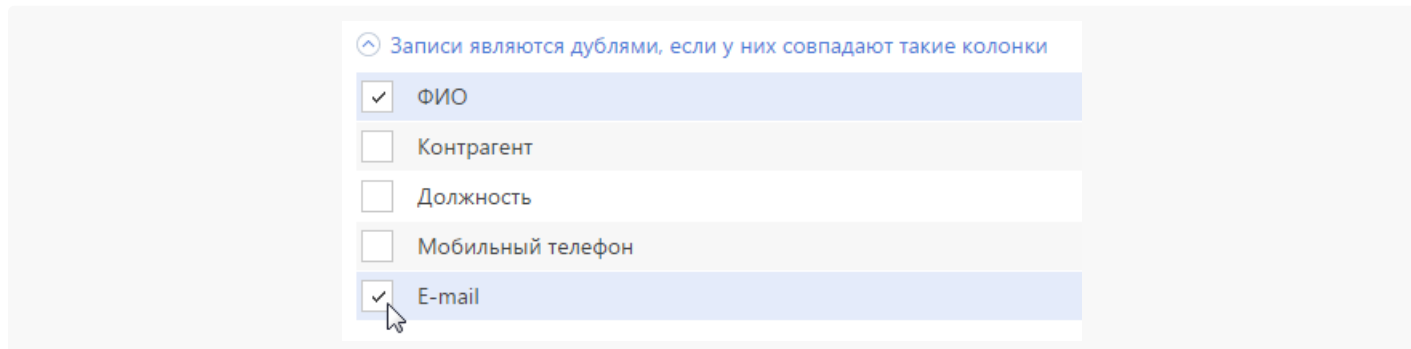 Записи являются дублями, если у них совпадают такие колонки
ФИО
Контрагент
Должность
Мобильный телефон
E-mail